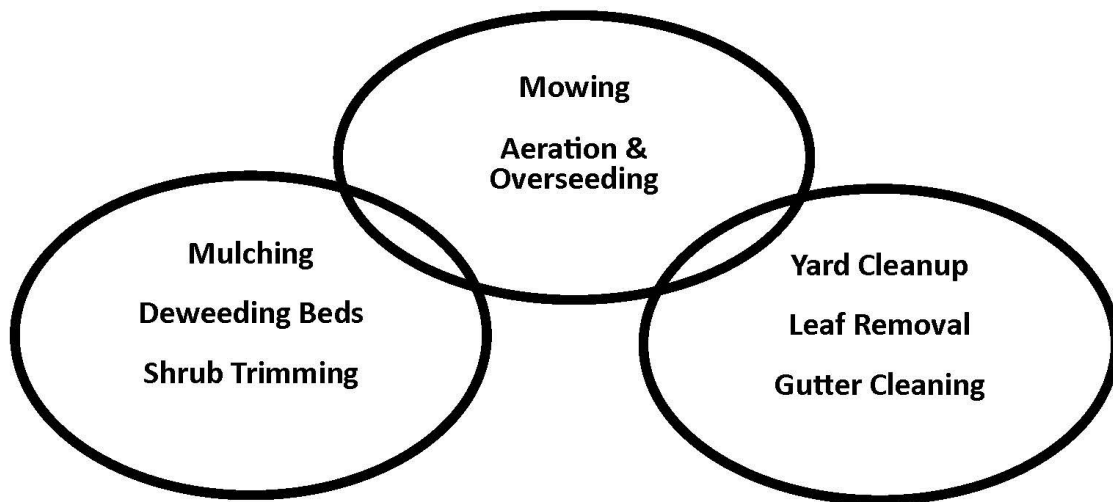 Mowing
Aeration &
Overseeding
Mulching
Deweeding Beds
Shrub Trimming
Yard Cleanup
Leaf Removal
Gutter Cleaning